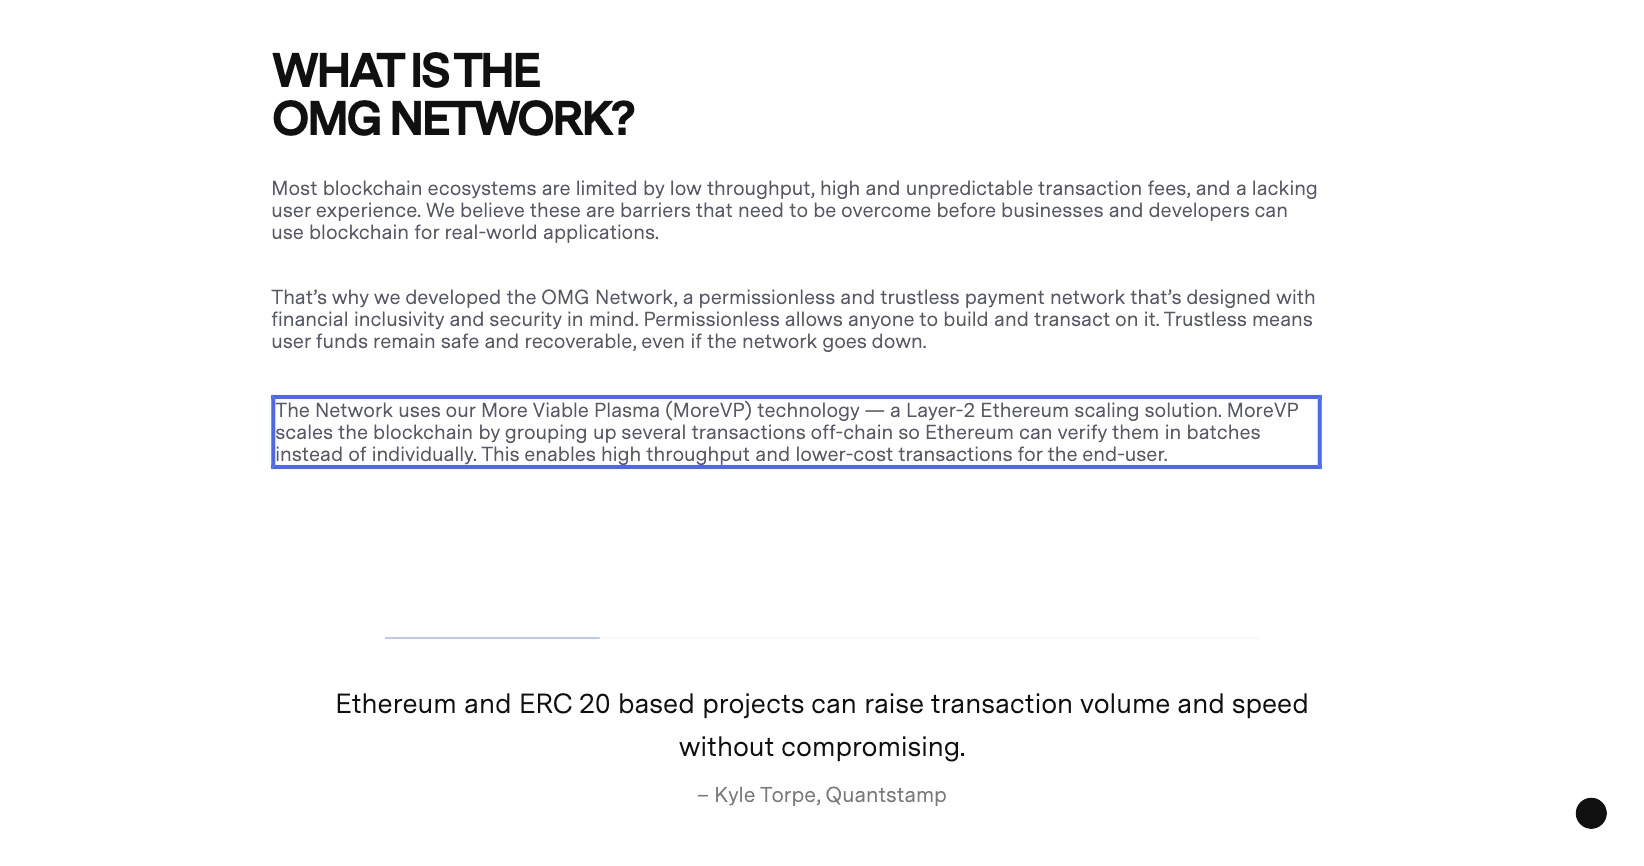 WHAT IS THE
OMG NETWORK?
Most blockchain ecosystems are limited by low throughput, high and unpredictable transaction fees, and a lacking
user experience. We believe these are barriers that need to be overcome before businesses and developers can
use blockchain for real-world applications.
That’s why we developed the OMG Network, a permissionless and trustless payment network that’s designed with
financial inclusivity and security in mind. Permissionless allows anyone to build and transact on it. Trustless means
user funds remain safe and recoverable, even if the network goes down.
The Network uses our More Viable Plasma (MoreVP) technology — a Layer-2 Ethereum scaling solution. MoreVP
scales the blockchain by grouping up several transactions off-chain so Ethereum can verify them in batches
instead of individually. This enables high throughput and lower-cost transactions for the end-user.
Ethereum and ERC 20 based projects can raise transaction volume and speed
without compromising.
– Kyle Torpe, Quantstamp